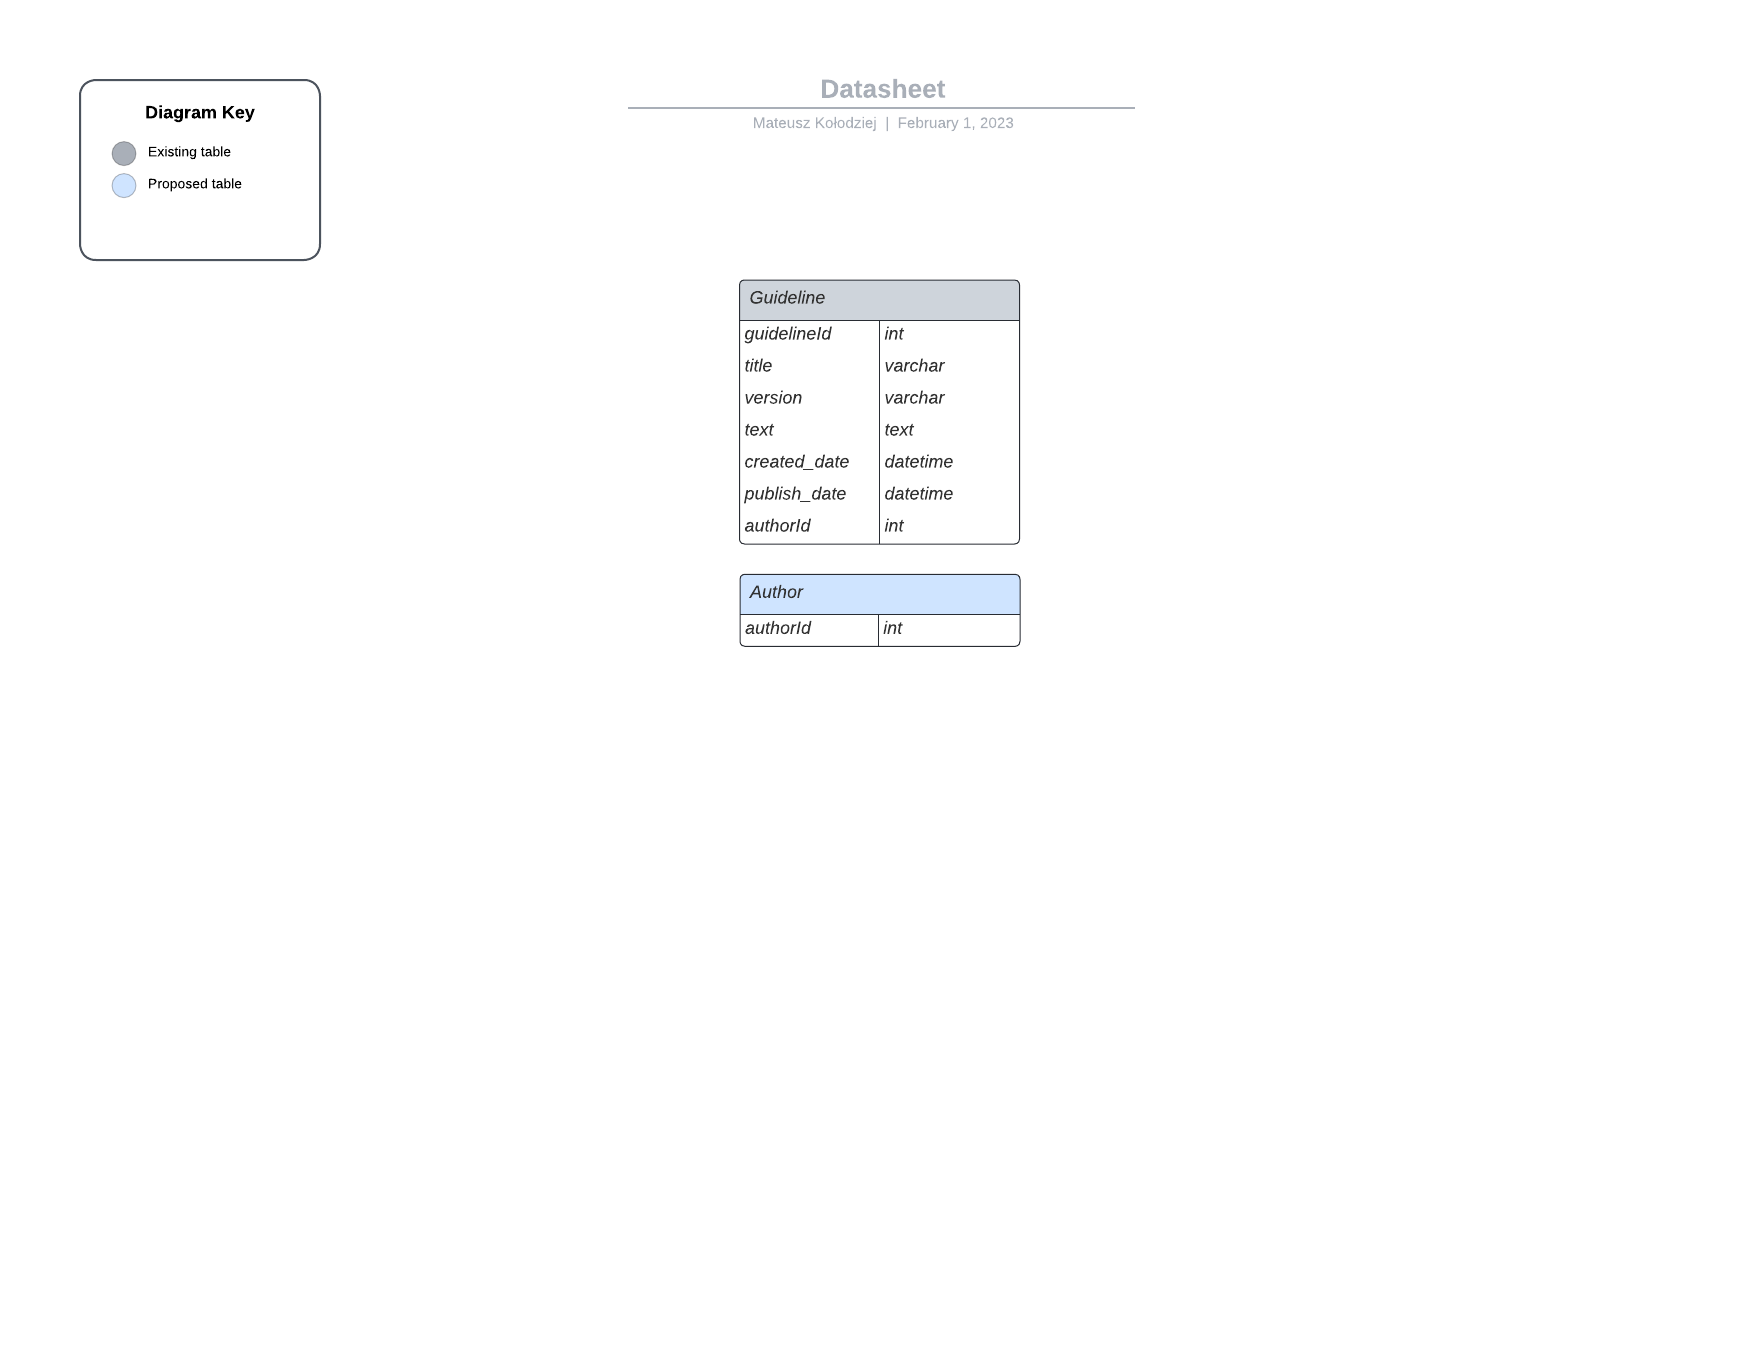 Datasheet
Mateusz Kołodziej | February 1, 2023
Diagram Key
Existing table
Proposed table
Guideline
guidelineId int
title varchar
version varchar
text text
created_date datetime
publish_date datetime
authorId int
Author
authorId int